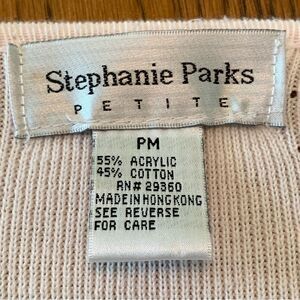 Stephanie Parks
PETITE
PM
55% ACRYLIC
45% COTTON
RN# 29360
MADE IN HONG KONG
SEE REVERSE
FOR CARE